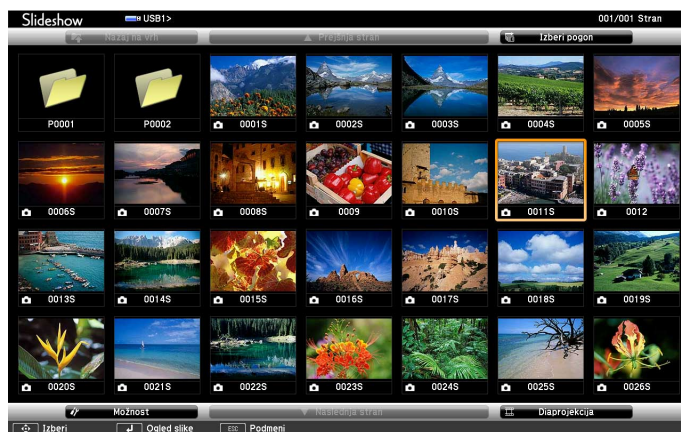 Slideshow USB1> 001/001 Stran
Nazaj na vrh Prejšnja stran Izberi pogon
P0001 P0002 0001S 0002S 0003S 0004S 0005S
0006S 0007S 0008S 0009 0010S 0011S 0012
0013S 0014S 0015S 0016S 0017S 0018S 0019S
0020S 0021S 0022S 0023S 0024S 0025S 0026S
Možnost Naslednja stran Diaprojekcija
Izberi Ogled slike ESC Podmeni